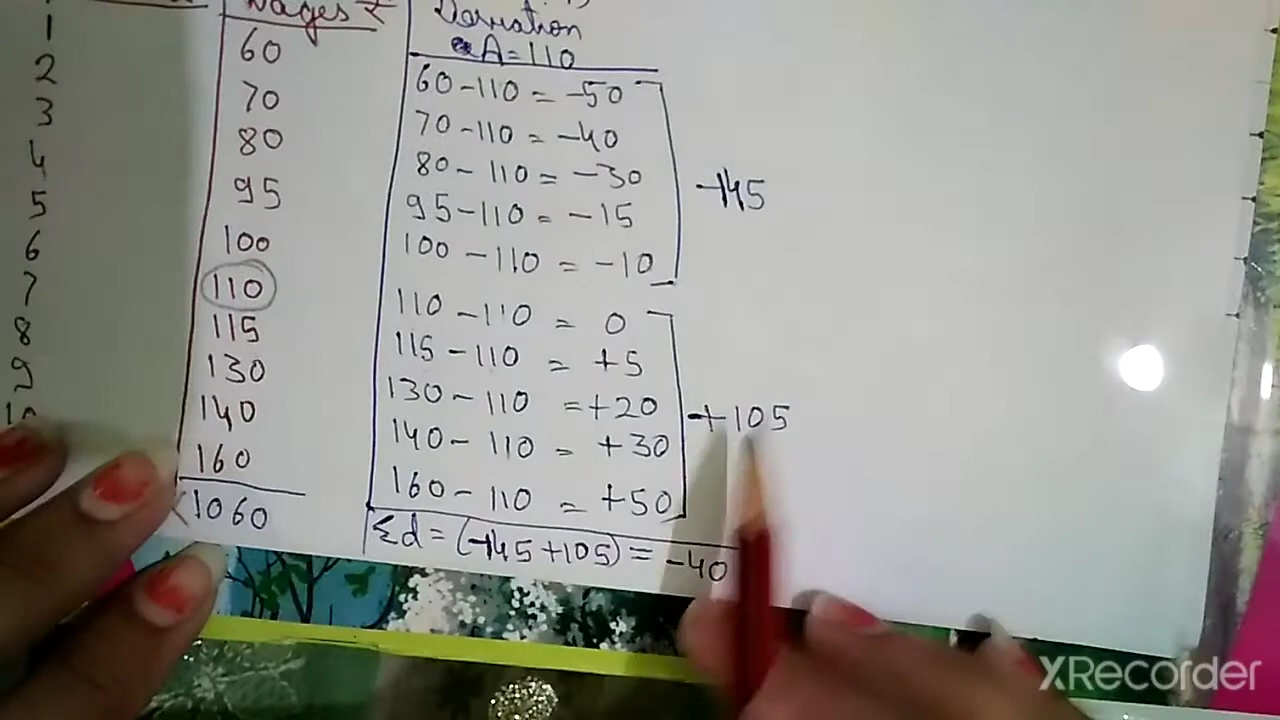 Wages ₹ Deviation
A=110
1 60 60-110 = -50
2 70 70-110 = -40
3 80 80-110 = -30
4 95 95-110 = -15
5 100 100-110 = -10
-145
6 110 110-110 = 0
7 115 115-110 = +5
8 130 130-110 = +20
9 140 140-110 = +30
10 160 160-110 = +50
+105
1060 Σd = (-145+105) = -40
XRecorder